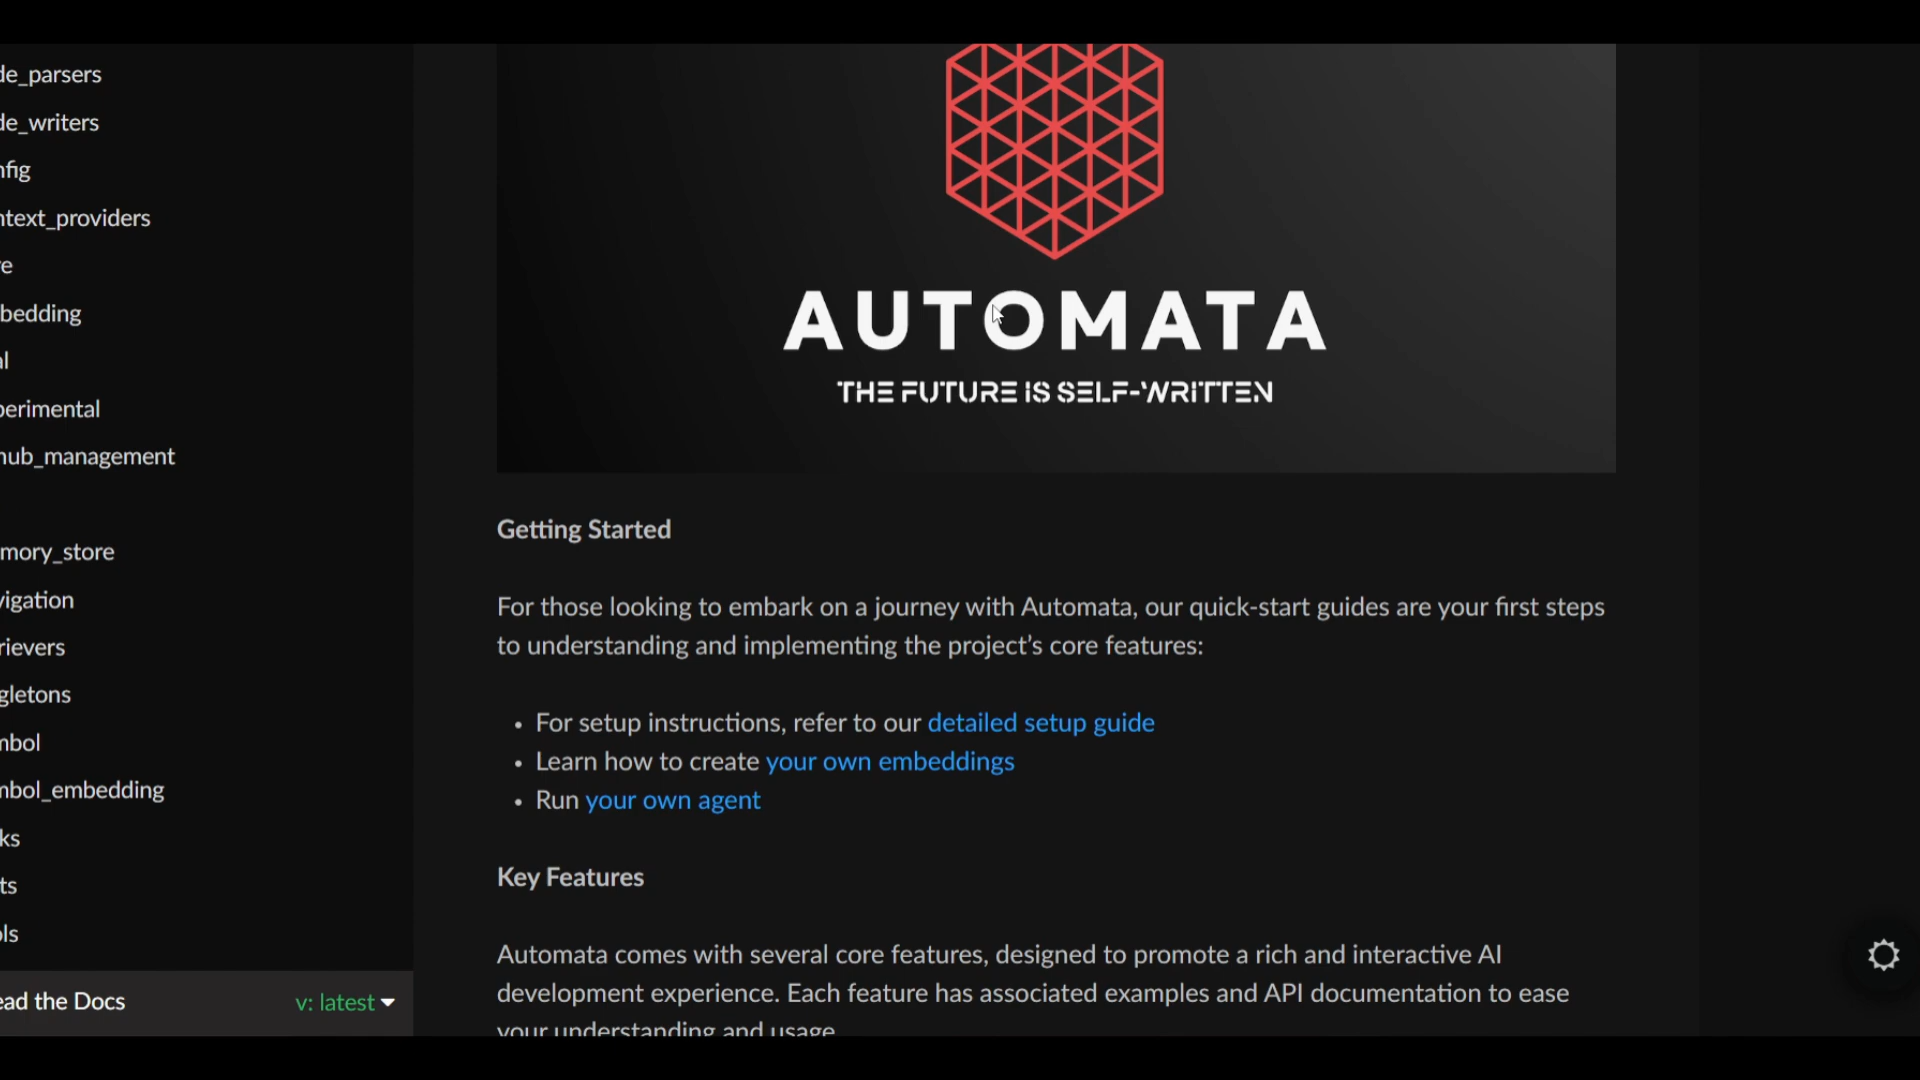 de_parsers
de_writers
nfig
ntext_providers
re
bedding
al
perimental
hub_management
mory_store
vigation
rievers
gletons
mbol
mbol_embedding
ks
ts
ols
ead the Docs
v: latest
AUTOMATA
THE FUTURE IS SELF-WRITTEN
Getting Started
For those looking to embark on a journey with Automata, our quick-start guides are your first steps
to understanding and implementing the project’s core features:
• For setup instructions, refer to our detailed setup guide
• Learn how to create your own embeddings
• Run your own agent
Key Features
Automata comes with several core features, designed to promote a rich and interactive AI
development experience. Each feature has associated examples and API documentation to ease
your understanding and usage